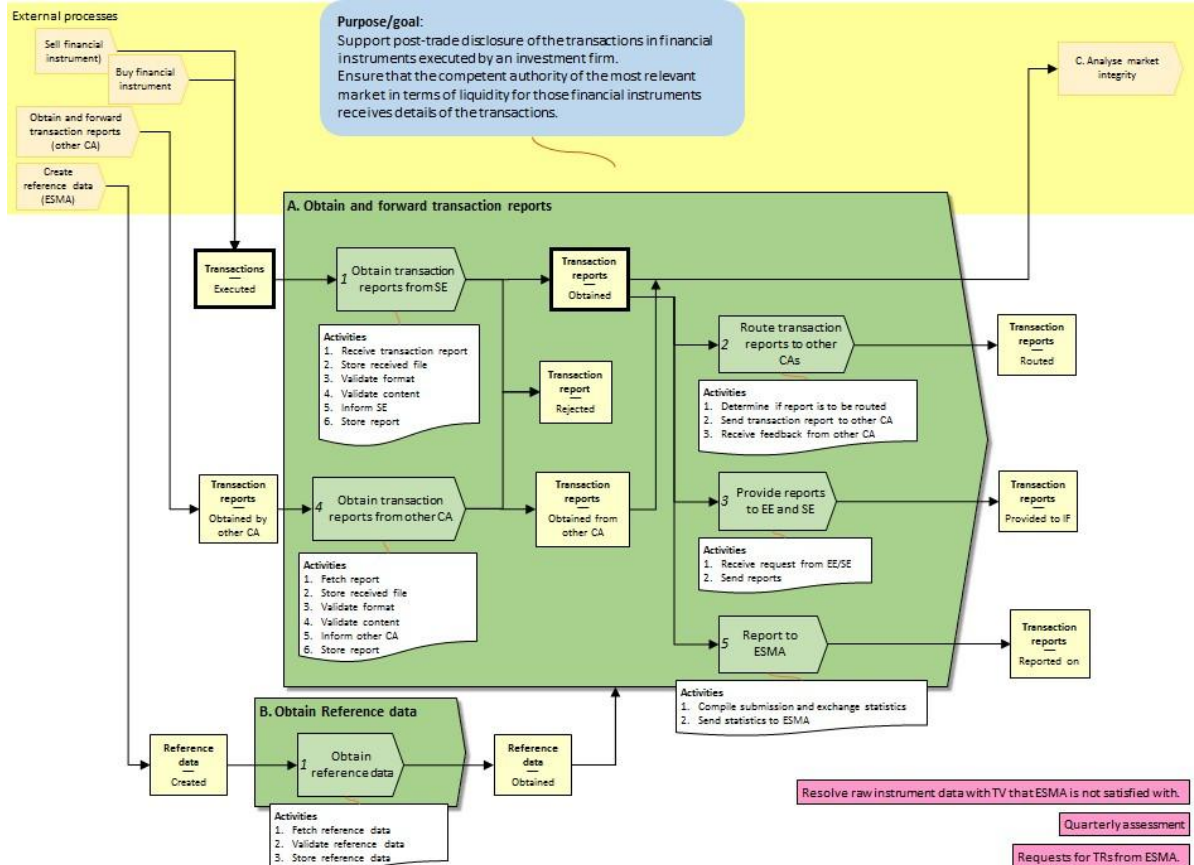 External processes
Sell financial
instrument)
Buy financial
instrument
Obtain and forward
transaction reports
(other CA)
Create
reference data
(ESMA)
Purpose/goal:
Support post-trade disclosure of the transactions in financial
instruments executed by an investment firm.
Ensure that the competent authority of the most relevant
market in terms of liquidity for those financial instruments
receives details of the transactions.
C. Analyse market
integrity
A. Obtain and forward transaction reports
Transactions
—
Executed
1 Obtain transaction
reports from SE
Activities
1. Receive transaction report
2. Store received file
3. Validate format
4. Validate content
5. Inform SE
6. Store report
Transaction
reports
—
Obtained
Transaction
report
—
Rejected
2 Route transaction
reports to other
CAs
Activities
1. Determine if report is to be routed
2. Send transaction report to other CA
3. Receive feedback from other CA
Transaction
reports
—
Routed
Transaction
reports
—
Obtained by
other CA
4 Obtain transaction
reports from other CA
Activities
1. Fetch report
2. Store received file
3. Validate format
4. Validate content
5. Inform other CA
6. Store report
Transaction
reports
—
Obtained from
other CA
3 Provide reports
to EE and SE
Activities
1. Receive request from EE/SE
2. Send reports
Transaction
reports
—
Provided to IF
5 Report to
ESMA
Activities
1. Compile submission and exchange statistics
2. Send statistics to ESMA
Transaction
reports
—
Reported on
B. Obtain Reference data
Reference
data
—
Created
1 Obtain
reference data
Activities
1. Fetch reference data
2. Validate reference data
3. Store reference data
Reference
data
—
Obtained
Resolve raw instrument data with TV that ESMA is not satisfied with.
Quarterly assessment
Requests for TRs from ESMA.